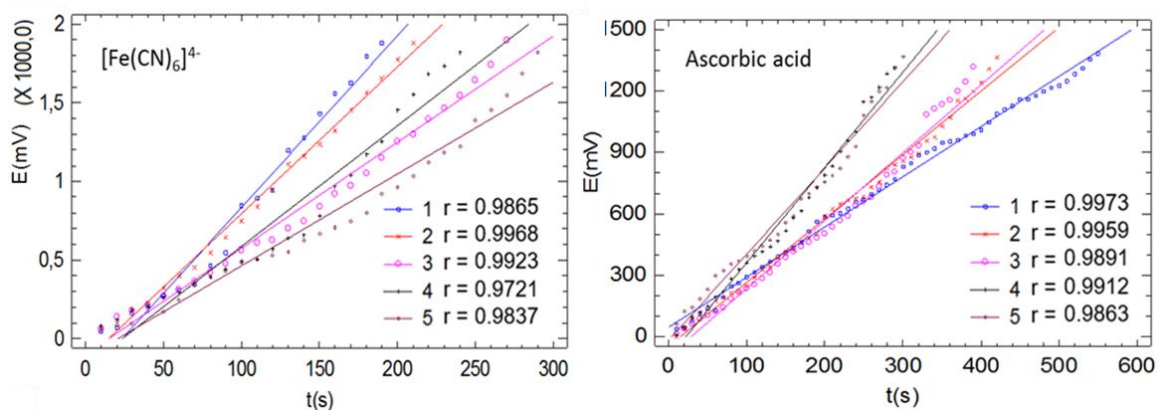 [Fe(CN)6]4-
E(mV) (X 1000,0)
2
1,5
1
0,5
0
0 50 100 150 200 250 300
t(s)
1 r = 0.9865
2 r = 0.9968
3 r = 0.9923
4 r = 0.9721
5 r = 0.9837
Ascorbic acid
E(mV)
1500
1200
900
600
300
0
0 100 200 300 400 500 600
t(s)
1 r = 0.9973
2 r = 0.9959
3 r = 0.9891
4 r = 0.9912
5 r = 0.9863